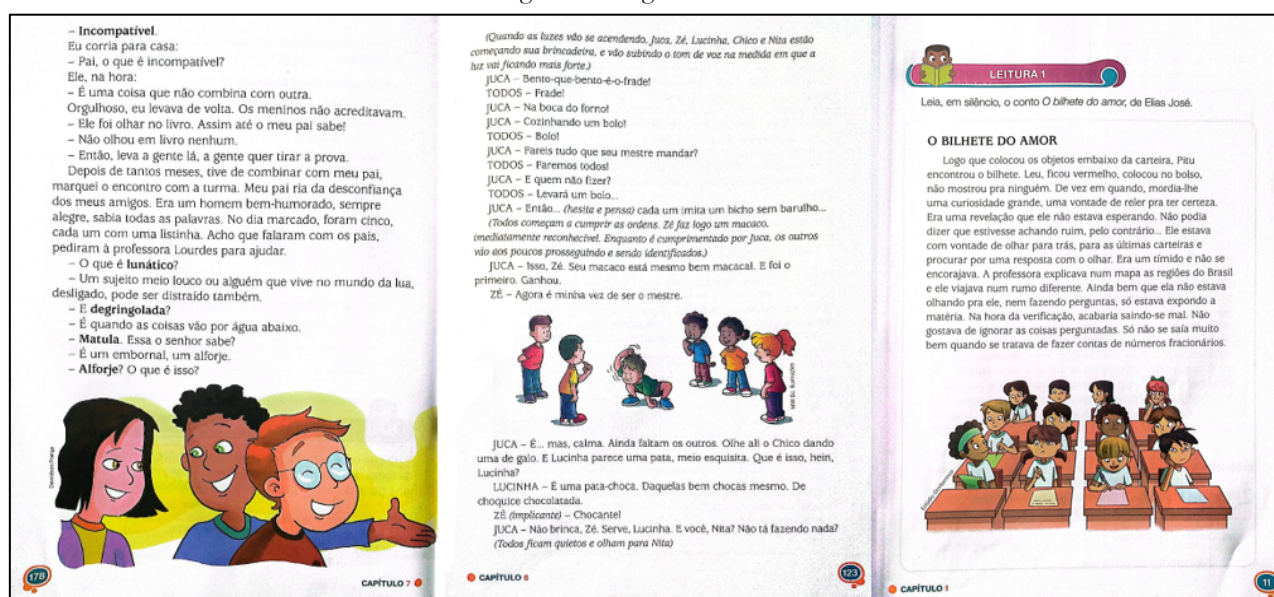 – Incompatível.
Eu corria para casa:
– Pai, o que é incompatível?
Ele, na hora:
– É uma coisa que não combina com outra.
Orgulhoso, eu levava de volta. Os meninos não acreditavam.
– Ele foi olhar no livro. Assim até o meu pai sabe!
– Não olhou em livro nenhum.
– Então, leva a gente lá, a gente quer tirar a prova.
Depois de tantos meses, tive de combinar com meu pai,
marquei o encontro com a turma. Meu pai ria da desconfiança
dos meus amigos. Era um homem bem-humorado, sempre
alegre, sabia todas as palavras. No dia marcado, foram cinco,
cada um com uma listinha. Acho que falaram com os pais,
pediram à professora Lourdes para ajudar.
– O que é lunático?
– Um sujeito meio louco ou alguém que vive no mundo da lua,
desligado, pode ser distraído também.
– E degringolada?
– É quando as coisas vão por água abaixo.
– Matula. Essa o senhor sabe?
– É um embornal, um alforje.
– Alforje? O que é isso?
178
CAPÍTULO 7
(Quando as luzes vão se acendendo, Juca, Zé, Lucinha, Chico e Nita estão
começando sua brincadeira, e vão subindo o tom de voz na medida em que a
luz vai ficando mais forte.)
JUCA – Bento-que-bento-é-o-frade!
TODOS – Frade!
JUCA – Na boca do forno!
JUCA – Cozinhando um bolo!
TODOS – Bolo!
JUCA – Fareis tudo que seu mestre mandar?
TODOS – Faremos todos!
JUCA – E quem não fizer?
TODOS – Levará um bolo...
JUCA – Então... (hesita e pensa) cada um imita um bicho sem barulho...
(Todos começam a cumprir as ordens. Zé faz logo um macaco,
imediatamente reconhecível. Enquanto é cumprimentado por Juca, os outros
vão aos poucos prosseguindo e sendo identificados.)
JUCA – Isso, Zé. Seu macaco está mesmo bem macacal. E foi o
primeiro. Ganhou.
ZÉ – Agora é minha vez de ser o mestre.
JUCA – É... mas, calma. Ainda faltam os outros. Olhe ali o Chico dando
uma de galo. E Lucinha parece uma pata, meio esquisita. Que é isso, hein,
Lucinha?
LUCINHA – É uma pata-choca. Daquelas bem chocas mesmo. De
choquice chocolatada.
ZÉ (implicante) – Chocante!
JUCA – Não brinca, Zé. Serve, Lucinha. E você, Nita? Não tá fazendo nada?
(Todos ficam quietos e olham para Nita)
CAPÍTULO 6
123
LEITURA 1
Leia, em silêncio, o conto O bilhete do amor, de Elias José.
O BILHETE DO AMOR
Logo que colocou os objetos embaixo da carteira, Pitu
encontrou o bilhete. Leu, ficou vermelho, colocou no bolso,
não mostrou pra ninguém. De vez em quando, mordia-lhe
uma curiosidade grande, uma vontade de reler pra ter certeza.
Era uma revelação que ele não estava esperando. Não podia
dizer que estivesse achando ruim, pelo contrário... Ele estava
com vontade de olhar para trás, para as últimas carteiras e
procurar por uma resposta com o olhar. Era um tímido e não se
encorajava. A professora explicava num mapa as regiões do Brasil
e ele viajava num rumo diferente. Ainda bem que ela não estava
olhando pra ele, nem fazendo perguntas, só estava expondo a
matéria. Na hora da verificação, acabaria saindo-se mal. Não
gostava de ignorar as coisas perguntadas. Só não se saía muito
bem quando se tratava de fazer contas de números fracionários.
CAPÍTULO 1
11